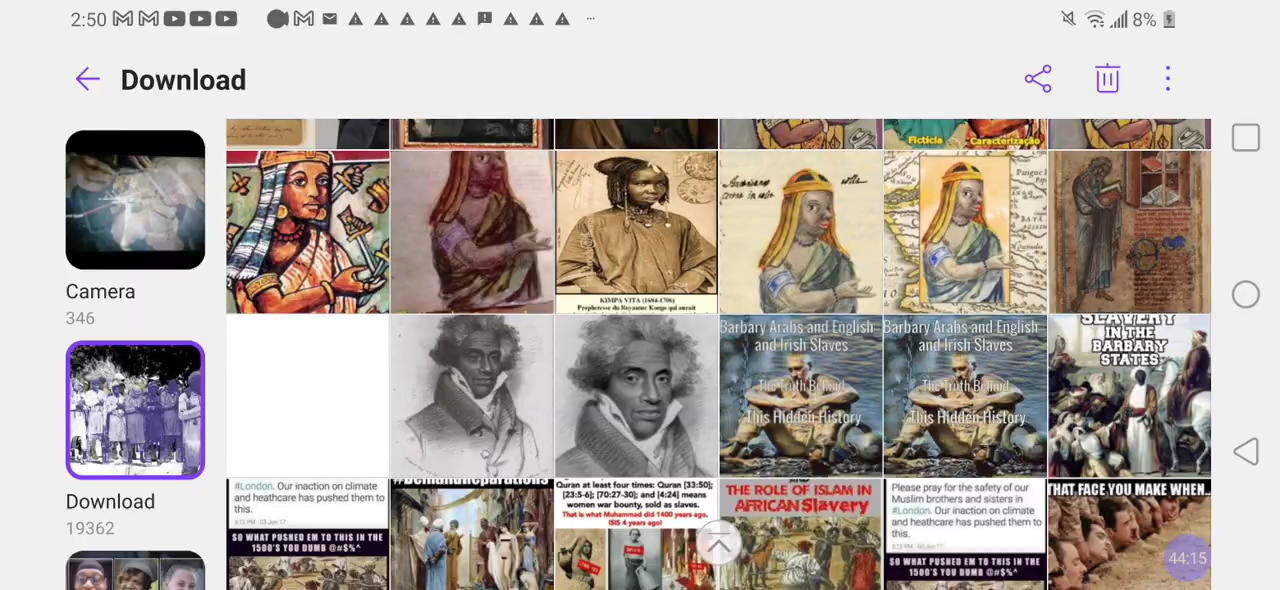 2:50
8%
Download
Fictícia
Caracterização
Camera
346
Download
19362
KIMPA VITA (1684-1706)
Prophetesse du Royaume Kongo qui aurait
Barbary Arabs and English
and Irish Slaves
The Truth Behind
This Hidden History
Barbary Arabs and English
and Irish Slaves
The Truth Behind
This Hidden History
SLAVERY
IN THE
BARBARY
STATES
#London. Our inaction on climate
and heathcare has pushed them to
this.
SO WHAT PUSHED EM TO THIS IN THE
1500'S YOU DUMB @#$%^
Quran at least four times: Quran [33:50];
[23:5-6]; [70:27-30]; and [4:24] means
women war bounty, sold as slaves.
That is what Muhammad did 1400 years ago,
ISIS 4 years ago!
THE ROLE OF ISLAM IN
AFRICAN Slavery
Please pray for the safety of our
Muslim brothers and sisters in
#London. Our inaction on climate
and heathcare has pushed them to
this.
SO WHAT PUSHED EM TO THIS IN THE
1500'S YOU DUMB @#$%^
THAT FACE YOU MAKE WHEN..
44:15